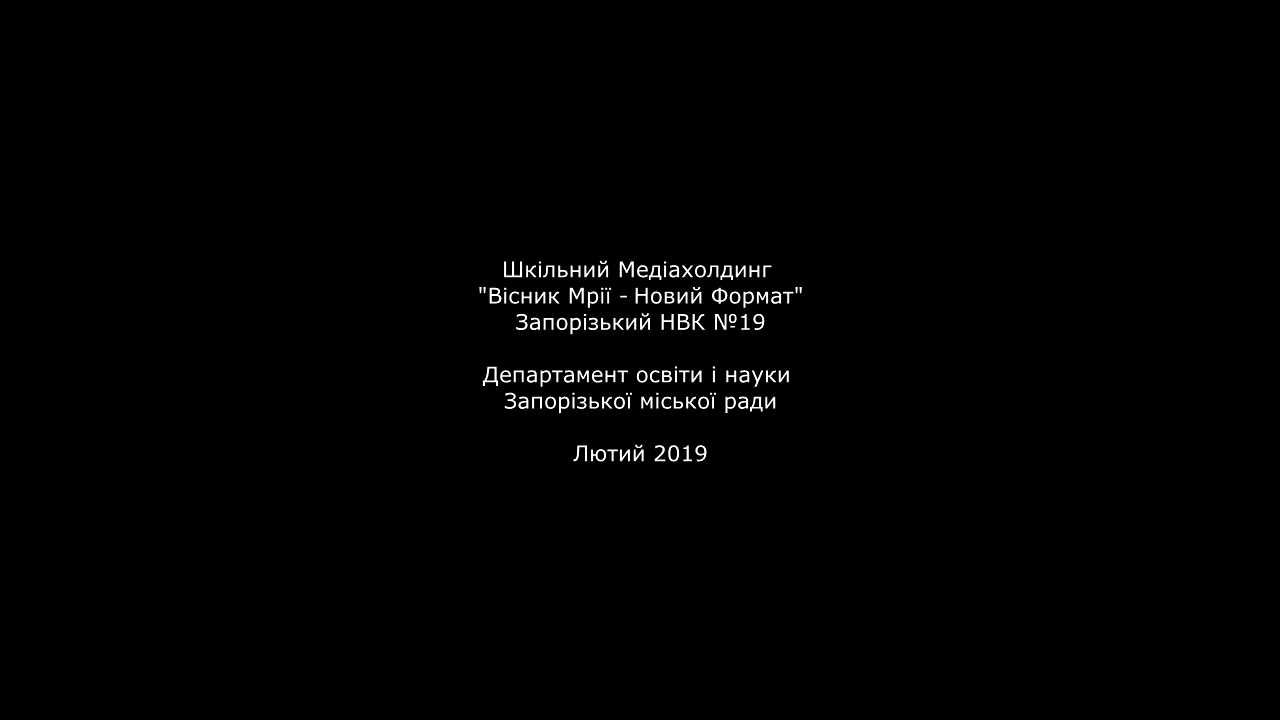 Шкільний Медіахолдинг
"Вісник Мрії - Новий Формат"
Запорізький НВК №19
Департамент освіти і науки
Запорізької міської ради
Лютий 2019